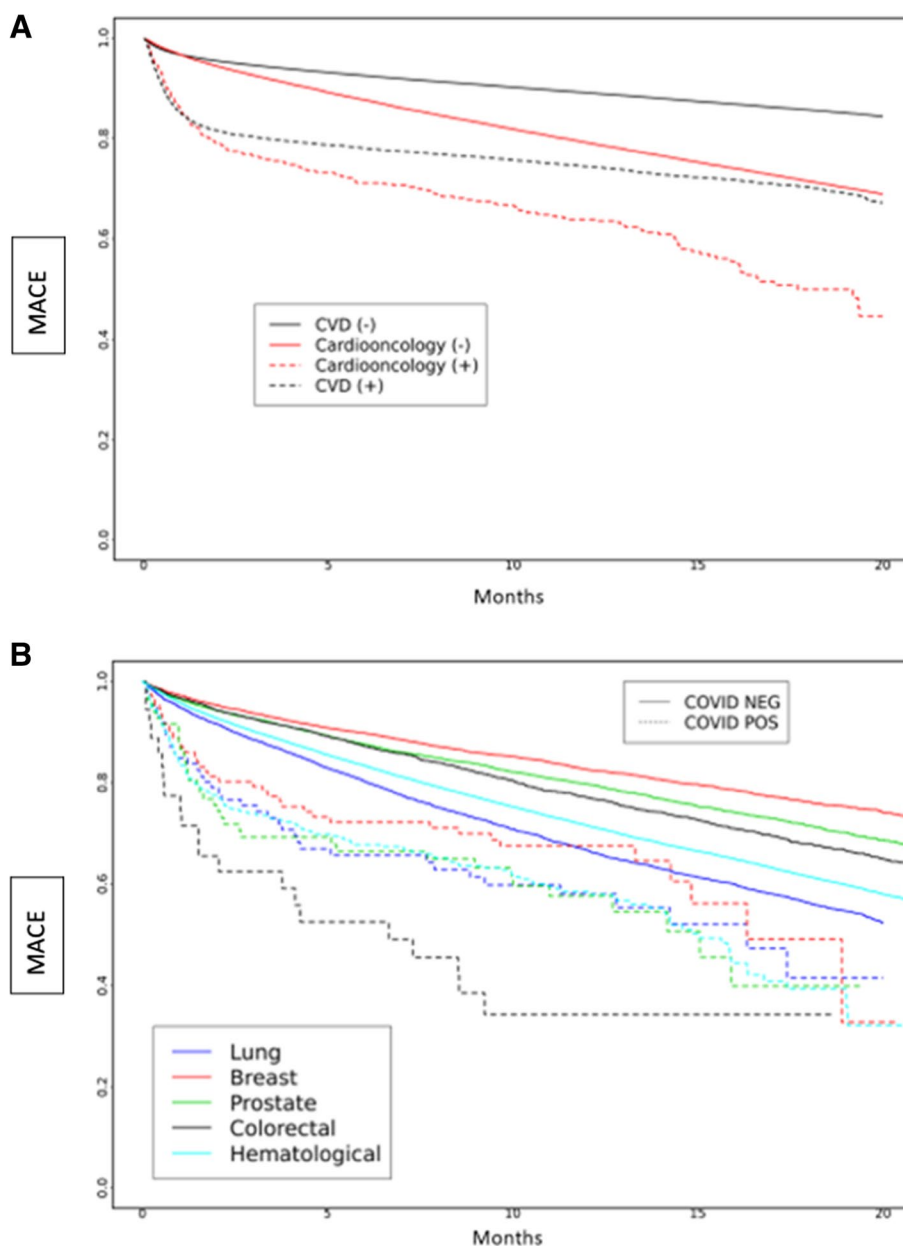 A
1.0
0.8
0.6
0.4
0.2
0.0
MACE
CVD (-)
Cardiooncology (-)
Cardiooncology (+)
CVD (+)
0 5 10 15 20
Months
B
1.0
0.8
0.6
0.4
0.2
0.0
MACE
COVID NEG
COVID POS
Lung
Breast
Prostate
Colorectal
Hematological
0 5 10 15 20
Months